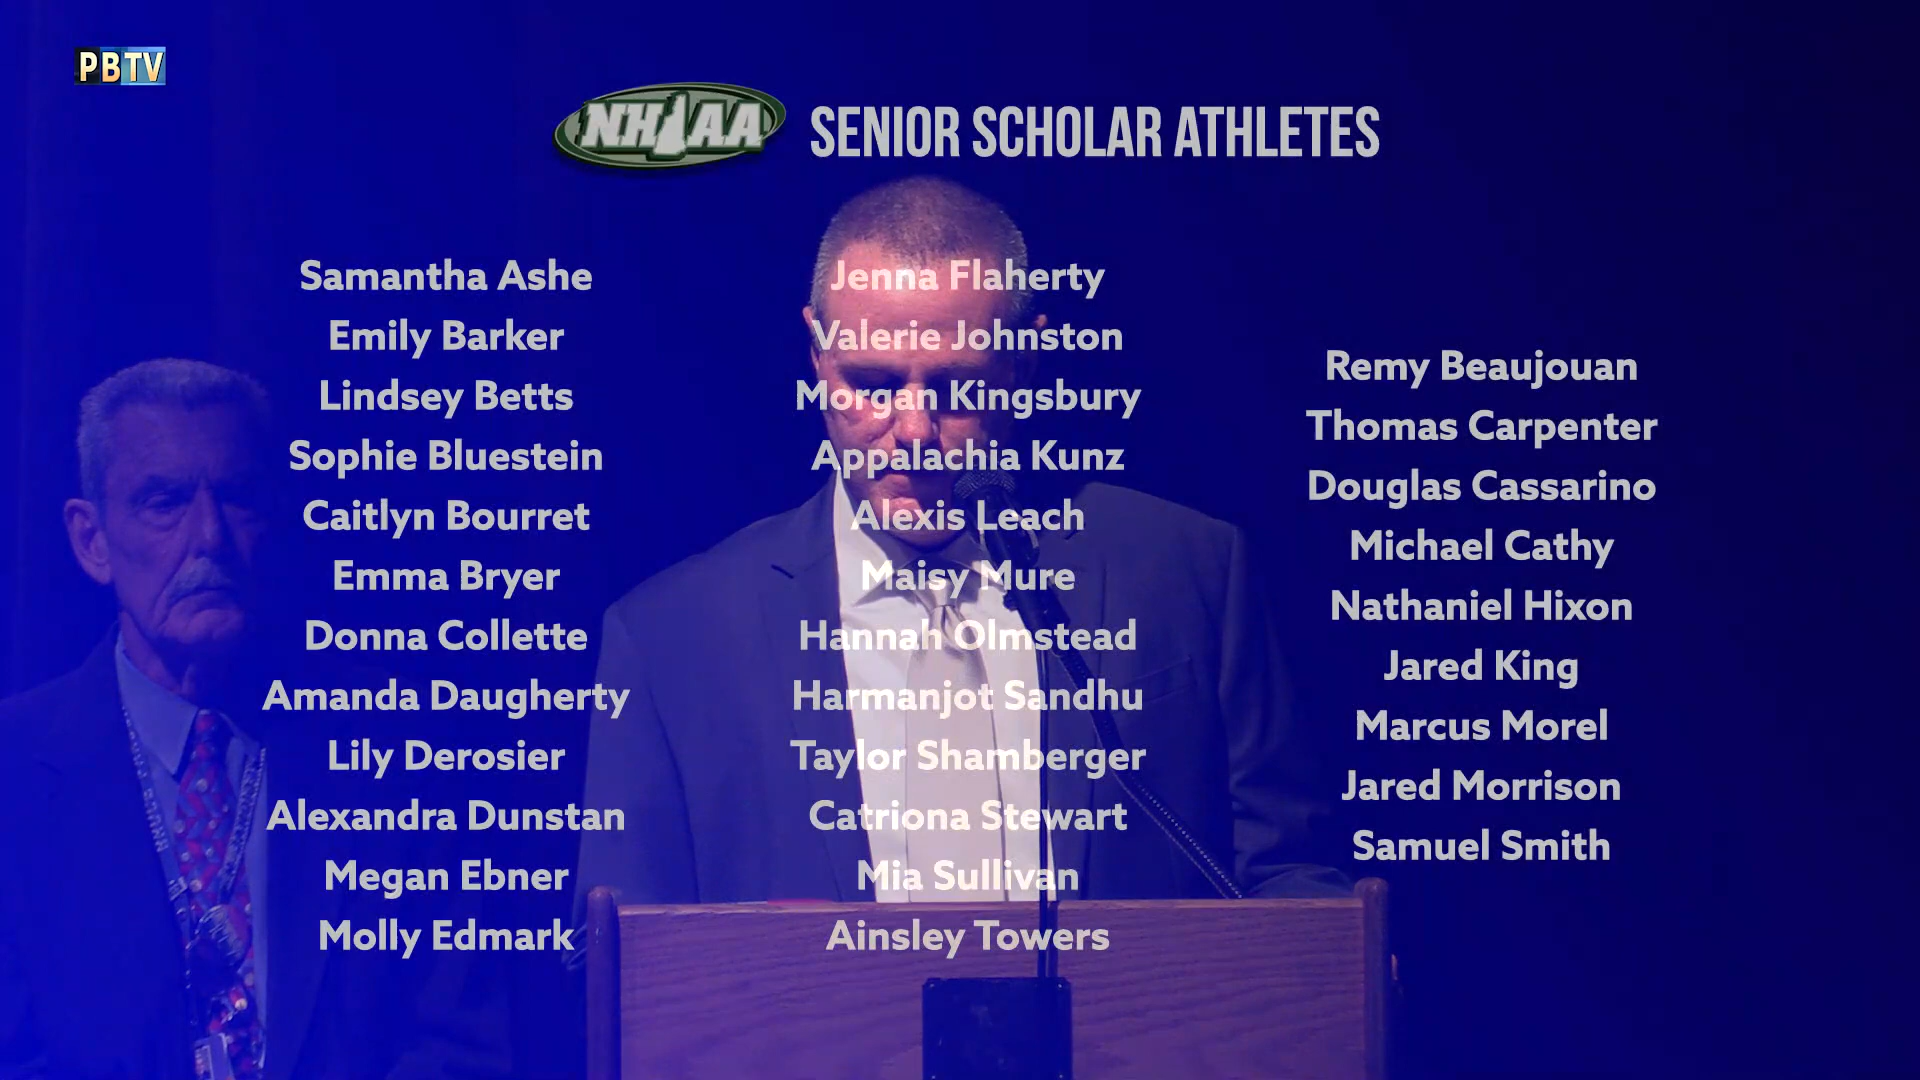 PBTV
NHIAA SENIOR SCHOLAR ATHLETES
Samantha Ashe
Emily Barker
Lindsey Betts
Sophie Bluestein
Caitlyn Bourret
Emma Bryer
Donna Collette
Amanda Daugherty
Lily Derosier
Alexandra Dunstan
Megan Ebner
Molly Edmark
Jenna Flaherty
Valerie Johnston
Morgan Kingsbury
Appalachia Kunz
Alexis Leach
Maisy Mure
Hannah Olmstead
Harmanjot Sandhu
Taylor Shamberger
Catriona Stewart
Mia Sullivan
Ainsley Towers
Remy Beaujouan
Thomas Carpenter
Douglas Cassarino
Michael Cathy
Nathaniel Hixon
Jared King
Marcus Morel
Jared Morrison
Samuel Smith